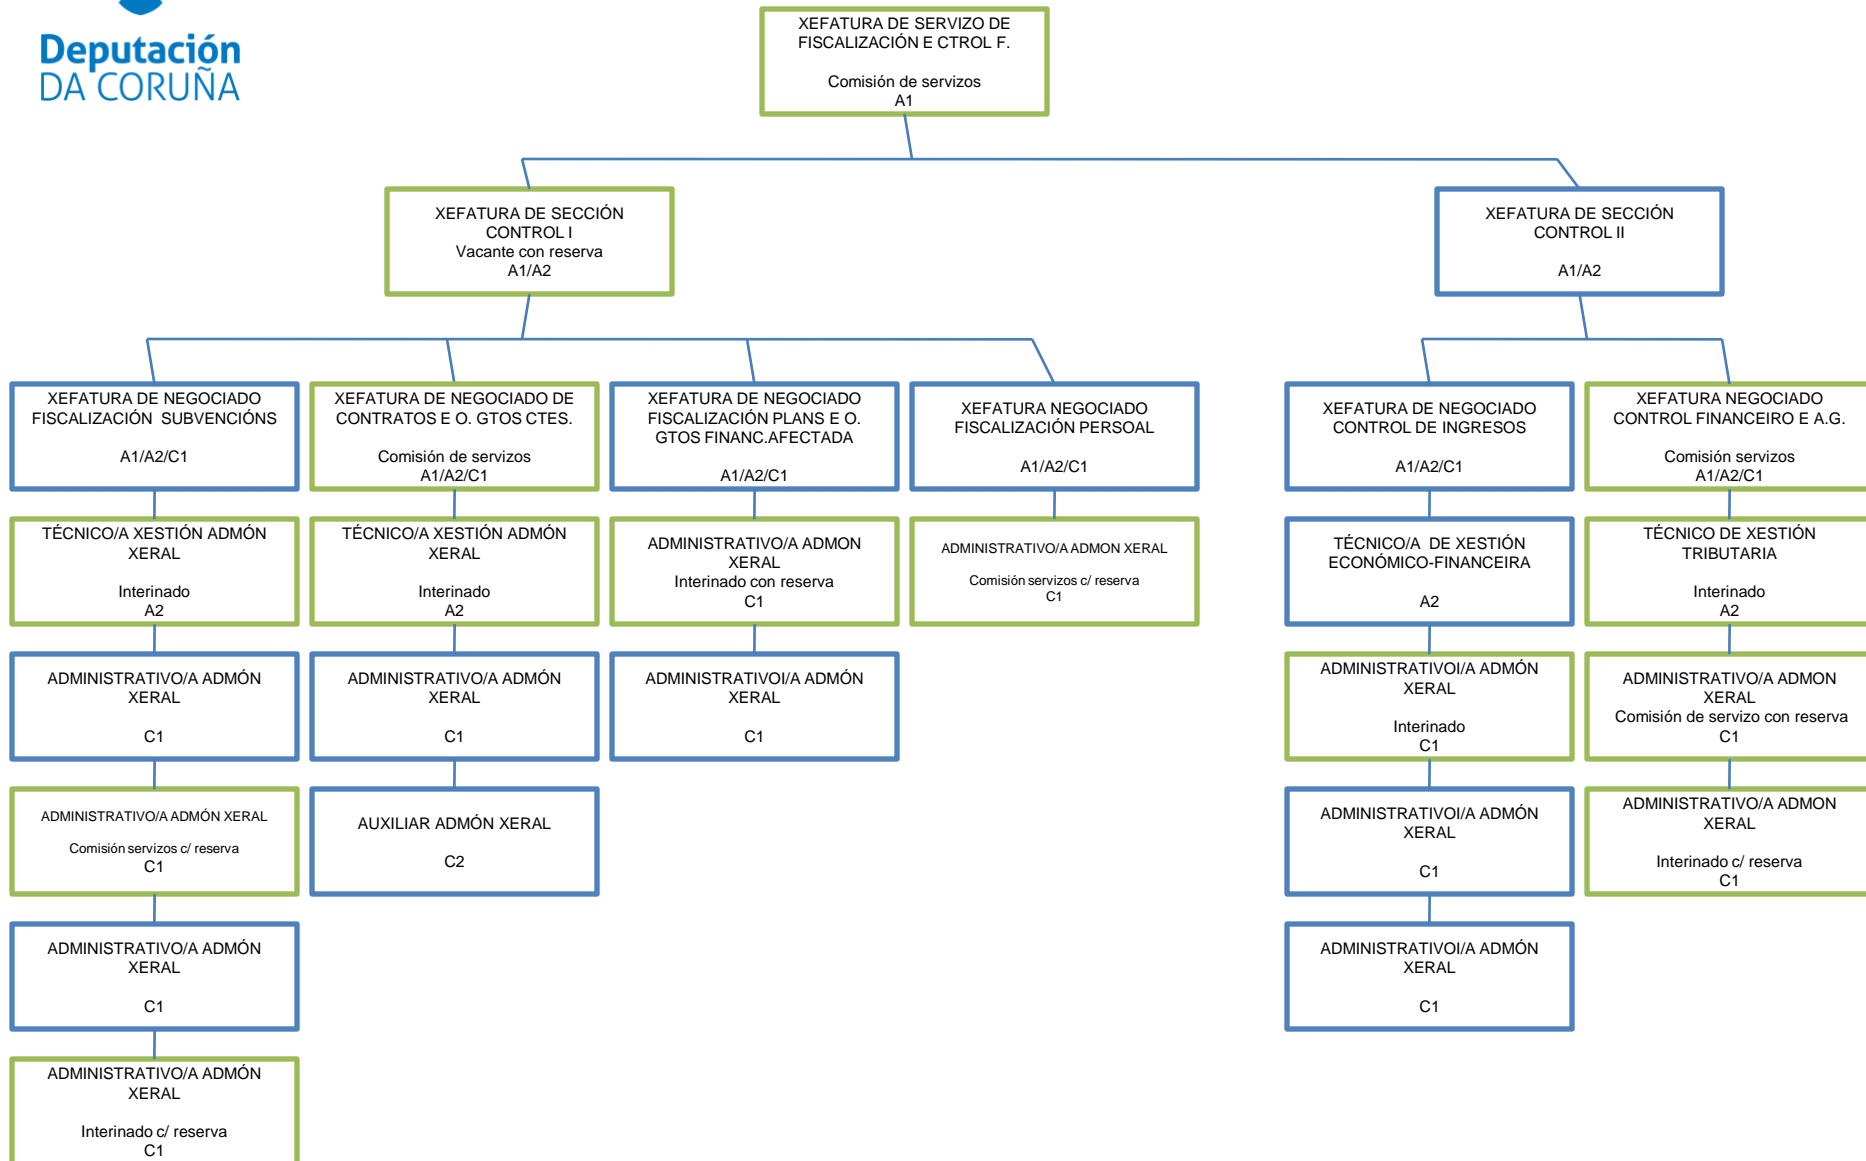 Deputación
DA CORUÑA
XEFATURA DE SERVIZO DE
FISCALIZACIÓN E CTROL F.
Comisión de servizos
A1
XEFATURA DE SECCIÓN
CONTROL I
Vacante con reserva
A1/A2
XEFATURA DE SECCIÓN
CONTROL II
A1/A2
XEFATURA DE NEGOCIADO
FISCALIZACIÓN SUBVENCIÓNS
A1/A2/C1
XEFATURA DE NEGOCIADO DE
CONTRATOS E O. GTOS CTES.
Comisión de servizos
A1/A2/C1
XEFATURA DE NEGOCIADO
FISCALIZACIÓN PLANS E O.
GTOS FINANC.AFECTADA
A1/A2/C1
XEFATURA NEGOCIADO
FISCALIZACIÓN PERSOAL
A1/A2/C1
XEFATURA DE NEGOCIADO
CONTROL DE INGRESOS
A1/A2/C1
XEFATURA NEGOCIADO
CONTROL FINANCEIRO E A.G.
Comisión servizos
A1/A2/C1
TÉCNICO/A XESTIÓN ADMÓN
XERAL
Interinado
A2
TÉCNICO/A XESTIÓN ADMÓN
XERAL
Interinado
A2
ADMINISTRATIVO/A ADMON
XERAL
Interinado con reserva
C1
ADMINISTRATIVO/A ADMON XERAL
Comisión servizos c/ reserva
C1
TÉCNICO/A DE XESTIÓN
ECONÓMICO-FINANCEIRA
A2
TÉCNICO DE XESTIÓN
TRIBUTARIA
Interinado
A2
ADMINISTRATIVO/A ADMÓN
XERAL
C1
ADMINISTRATIVO/A ADMÓN
XERAL
C1
ADMINISTRATIVOI/A ADMÓN
XERAL
C1
ADMINISTRATIVOI/A ADMÓN
XERAL
Interinado
C1
ADMINISTRATIVO/A ADMON
XERAL
Comisión de servizo con reserva
C1
ADMINISTRATIVO/A ADMÓN XERAL
Comisión servizos c/ reserva
C1
AUXILIAR ADMÓN XERAL
C2
ADMINISTRATIVOI/A ADMÓN
XERAL
C1
ADMINISTRATIVO/A ADMON
XERAL
Interinado c/ reserva
C1
ADMINISTRATIVO/A ADMÓN
XERAL
C1
ADMINISTRATIVOI/A ADMÓN
XERAL
C1
ADMINISTRATIVO/A ADMÓN
XERAL
Interinado c/ reserva
C1